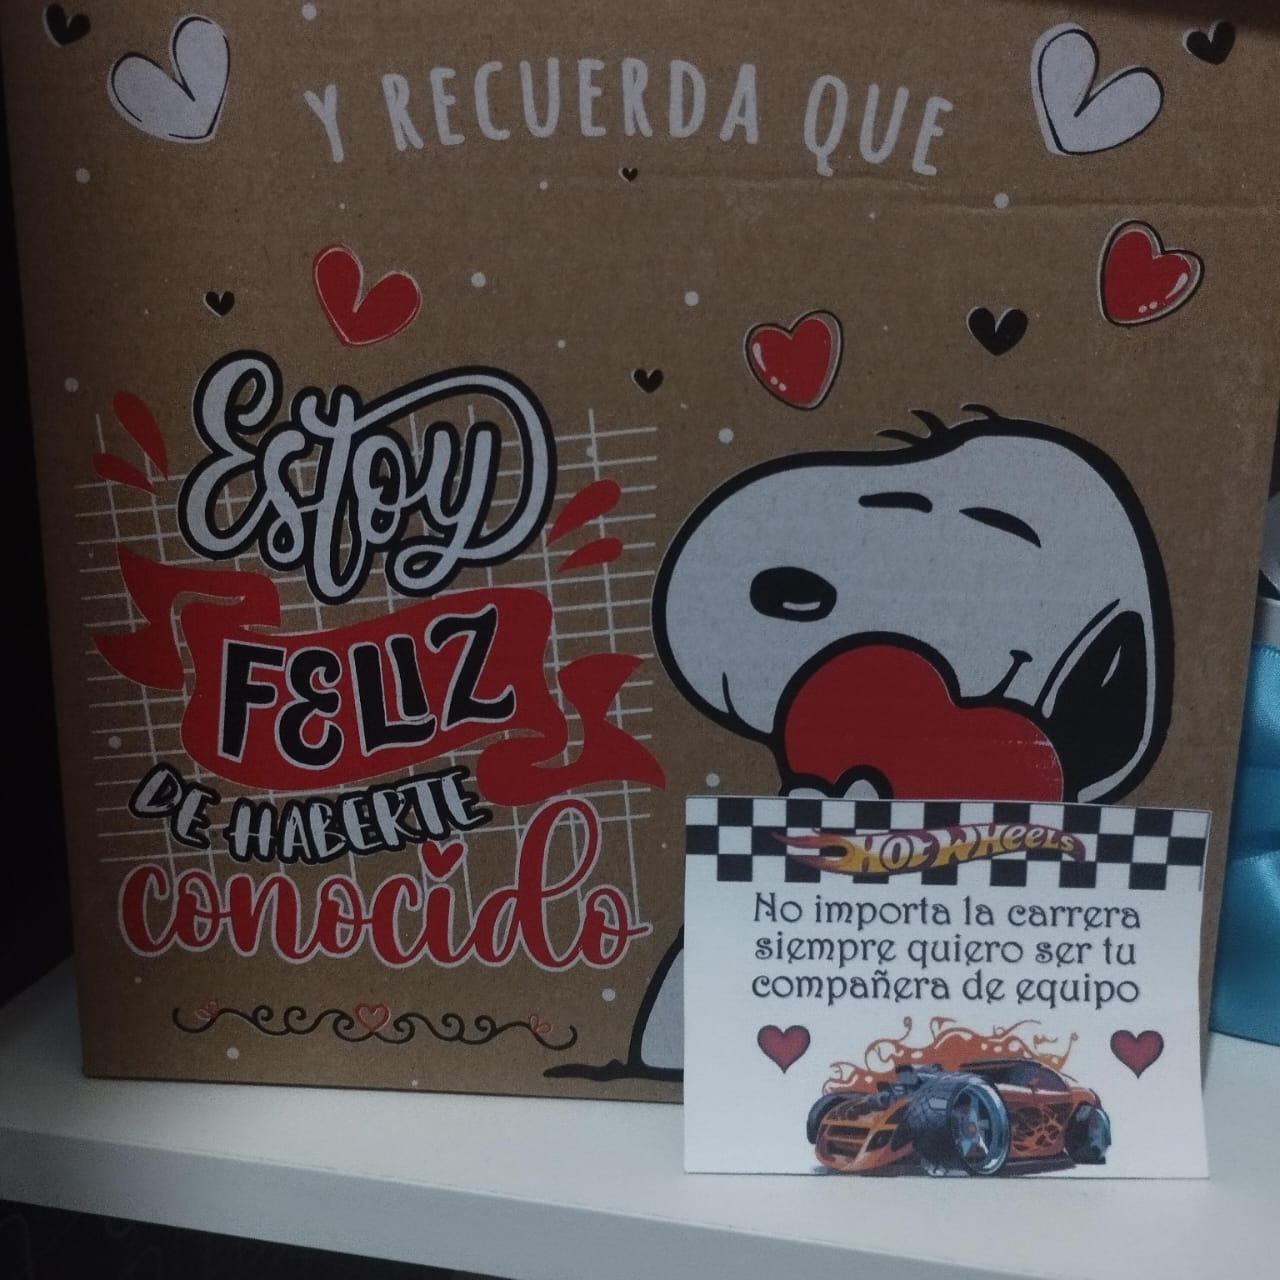 Y RECUERDA QUE
Estoy
FELIZ
DE HABERTE
conocido
HOT WHEELS
No importa la carrera
siempre quiero ser tu
compañera de equipo